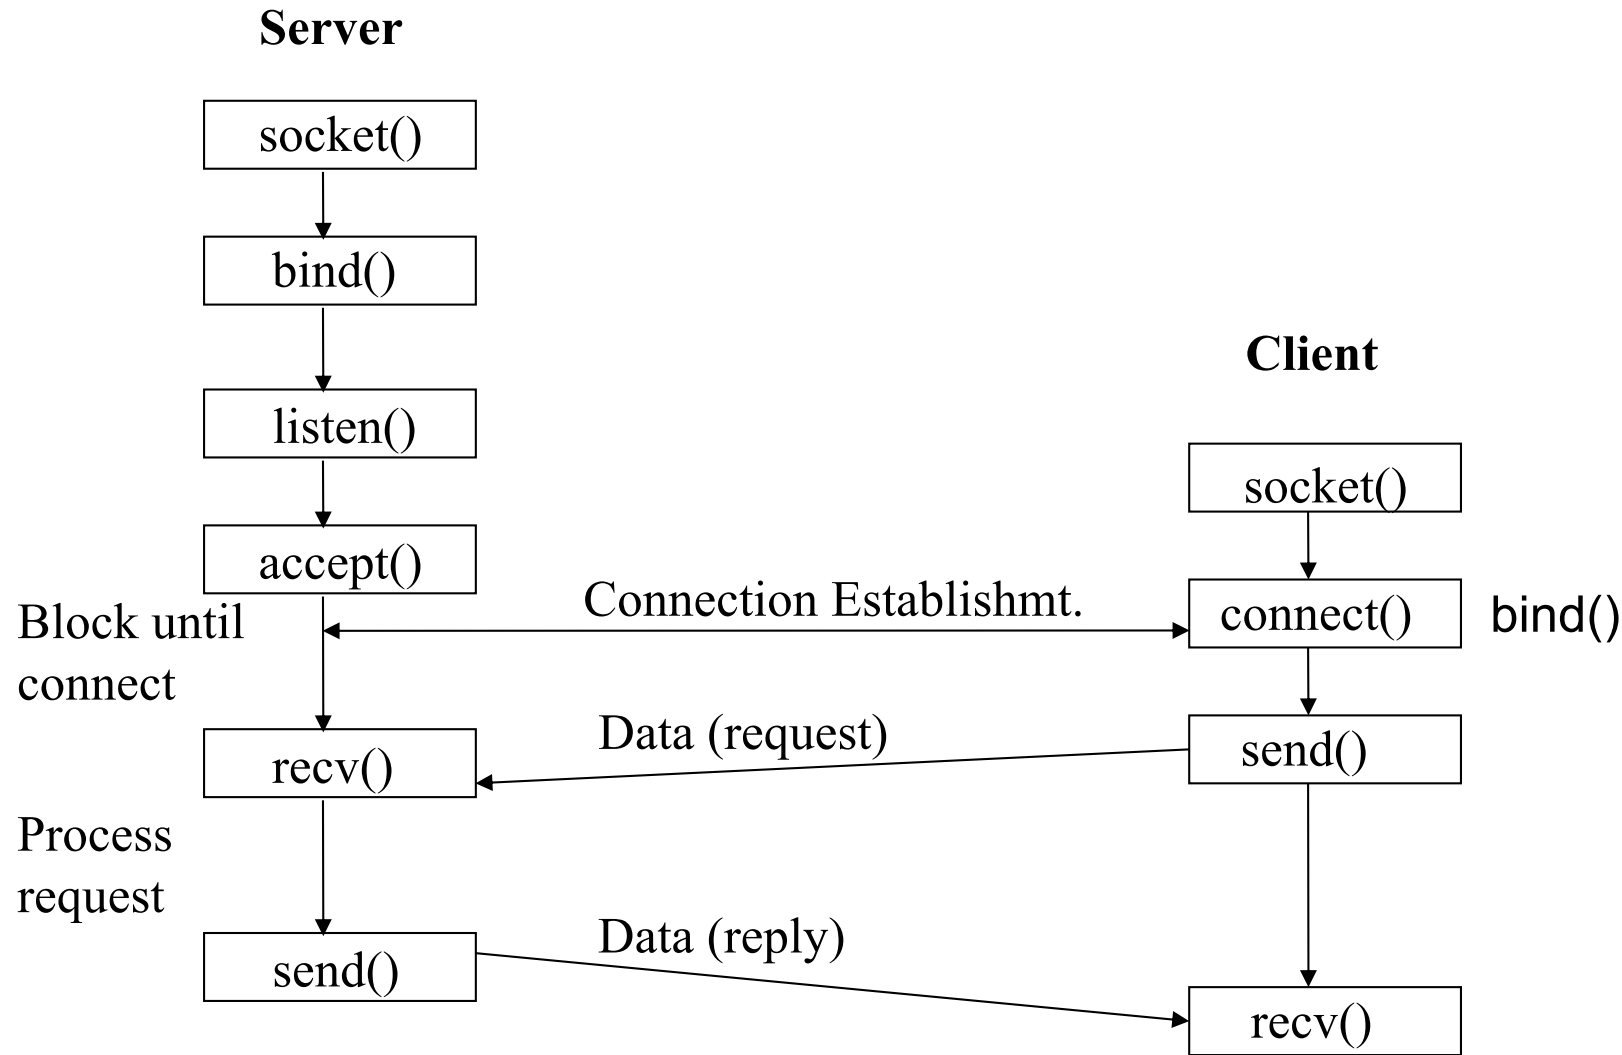 Server
socket()
bind()
listen()
accept()
Block until
connect
recv()
Process
request
send()
Connection Establishmt.
Data (request)
Data (reply)
Client
socket()
connect()
bind()
send()
recv()